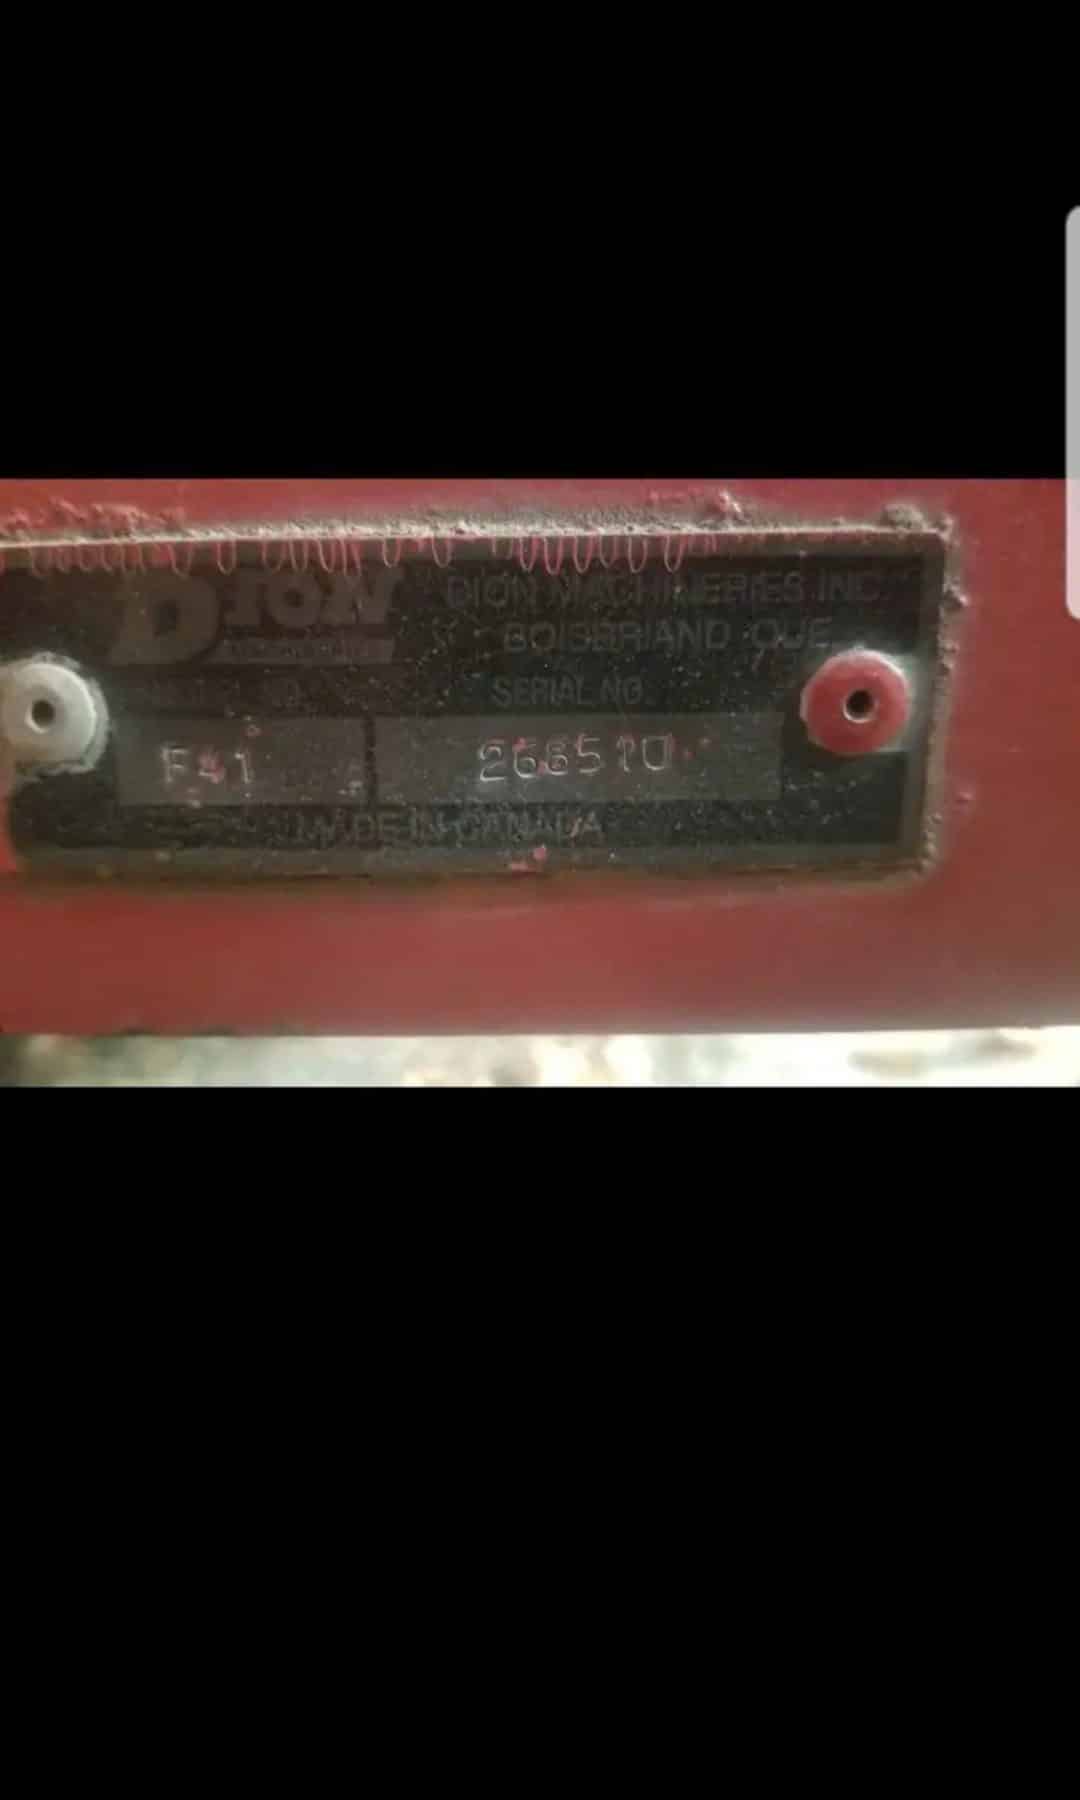 DION
DION MACHINERIES INC.
BOISBRIAND QUE.
SERIAL NO.
F41
266510
MADE IN CANADA